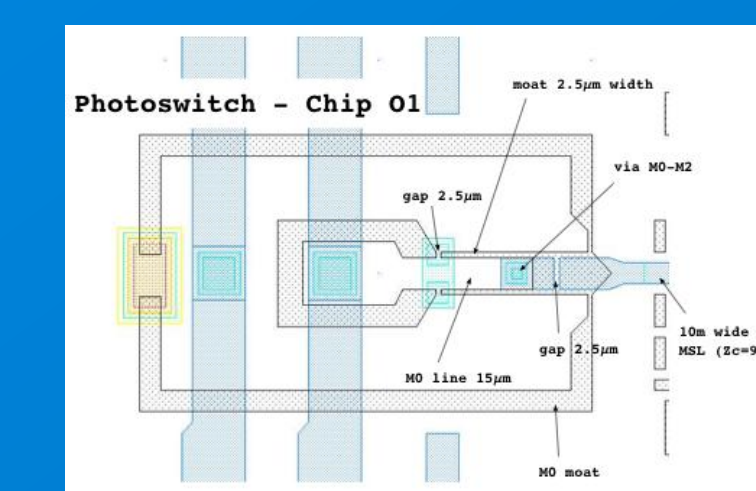 moat 2.5μm width
Photoswitch - Chip O1
via M0-M2
gap 2.5μm
10m wide
gap 2.5μm
MSL (Zc=9
M0 line 15μm
M0 moat